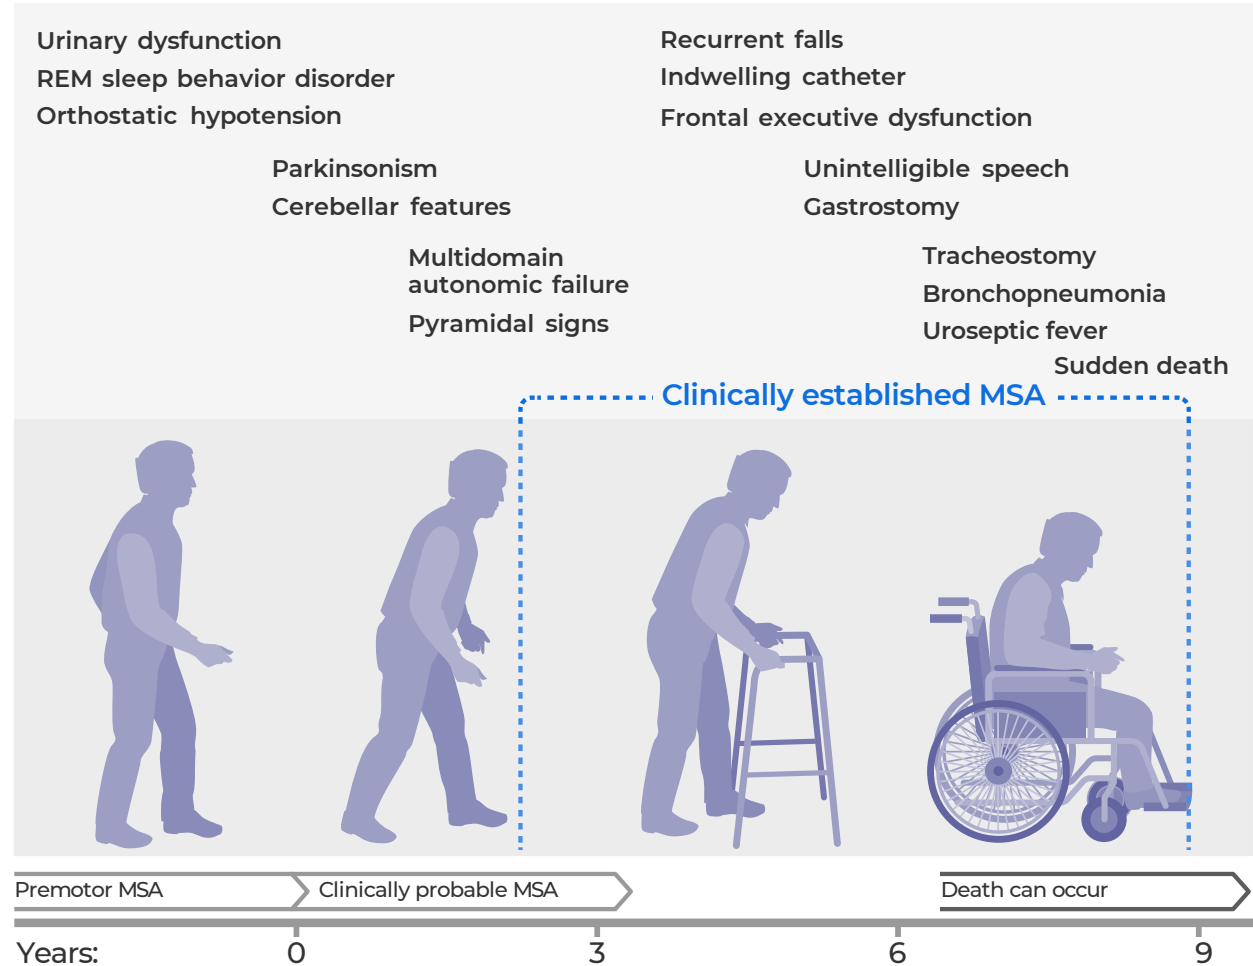 Urinary dysfunction
REM sleep behavior disorder
Orthostatic hypotension
Parkinsonism
Cerebellar features
Multidomain
autonomic failure
Pyramidal signs
Recurrent falls
Indwelling catheter
Frontal executive dysfunction
Unintelligible speech
Gastrostomy
Tracheostomy
Bronchopneumonia
Uroseptic fever
Sudden death
Clinically established MSA
Premotor MSA
Clinically probable MSA
Death can occur
Years: 0 3 6 9